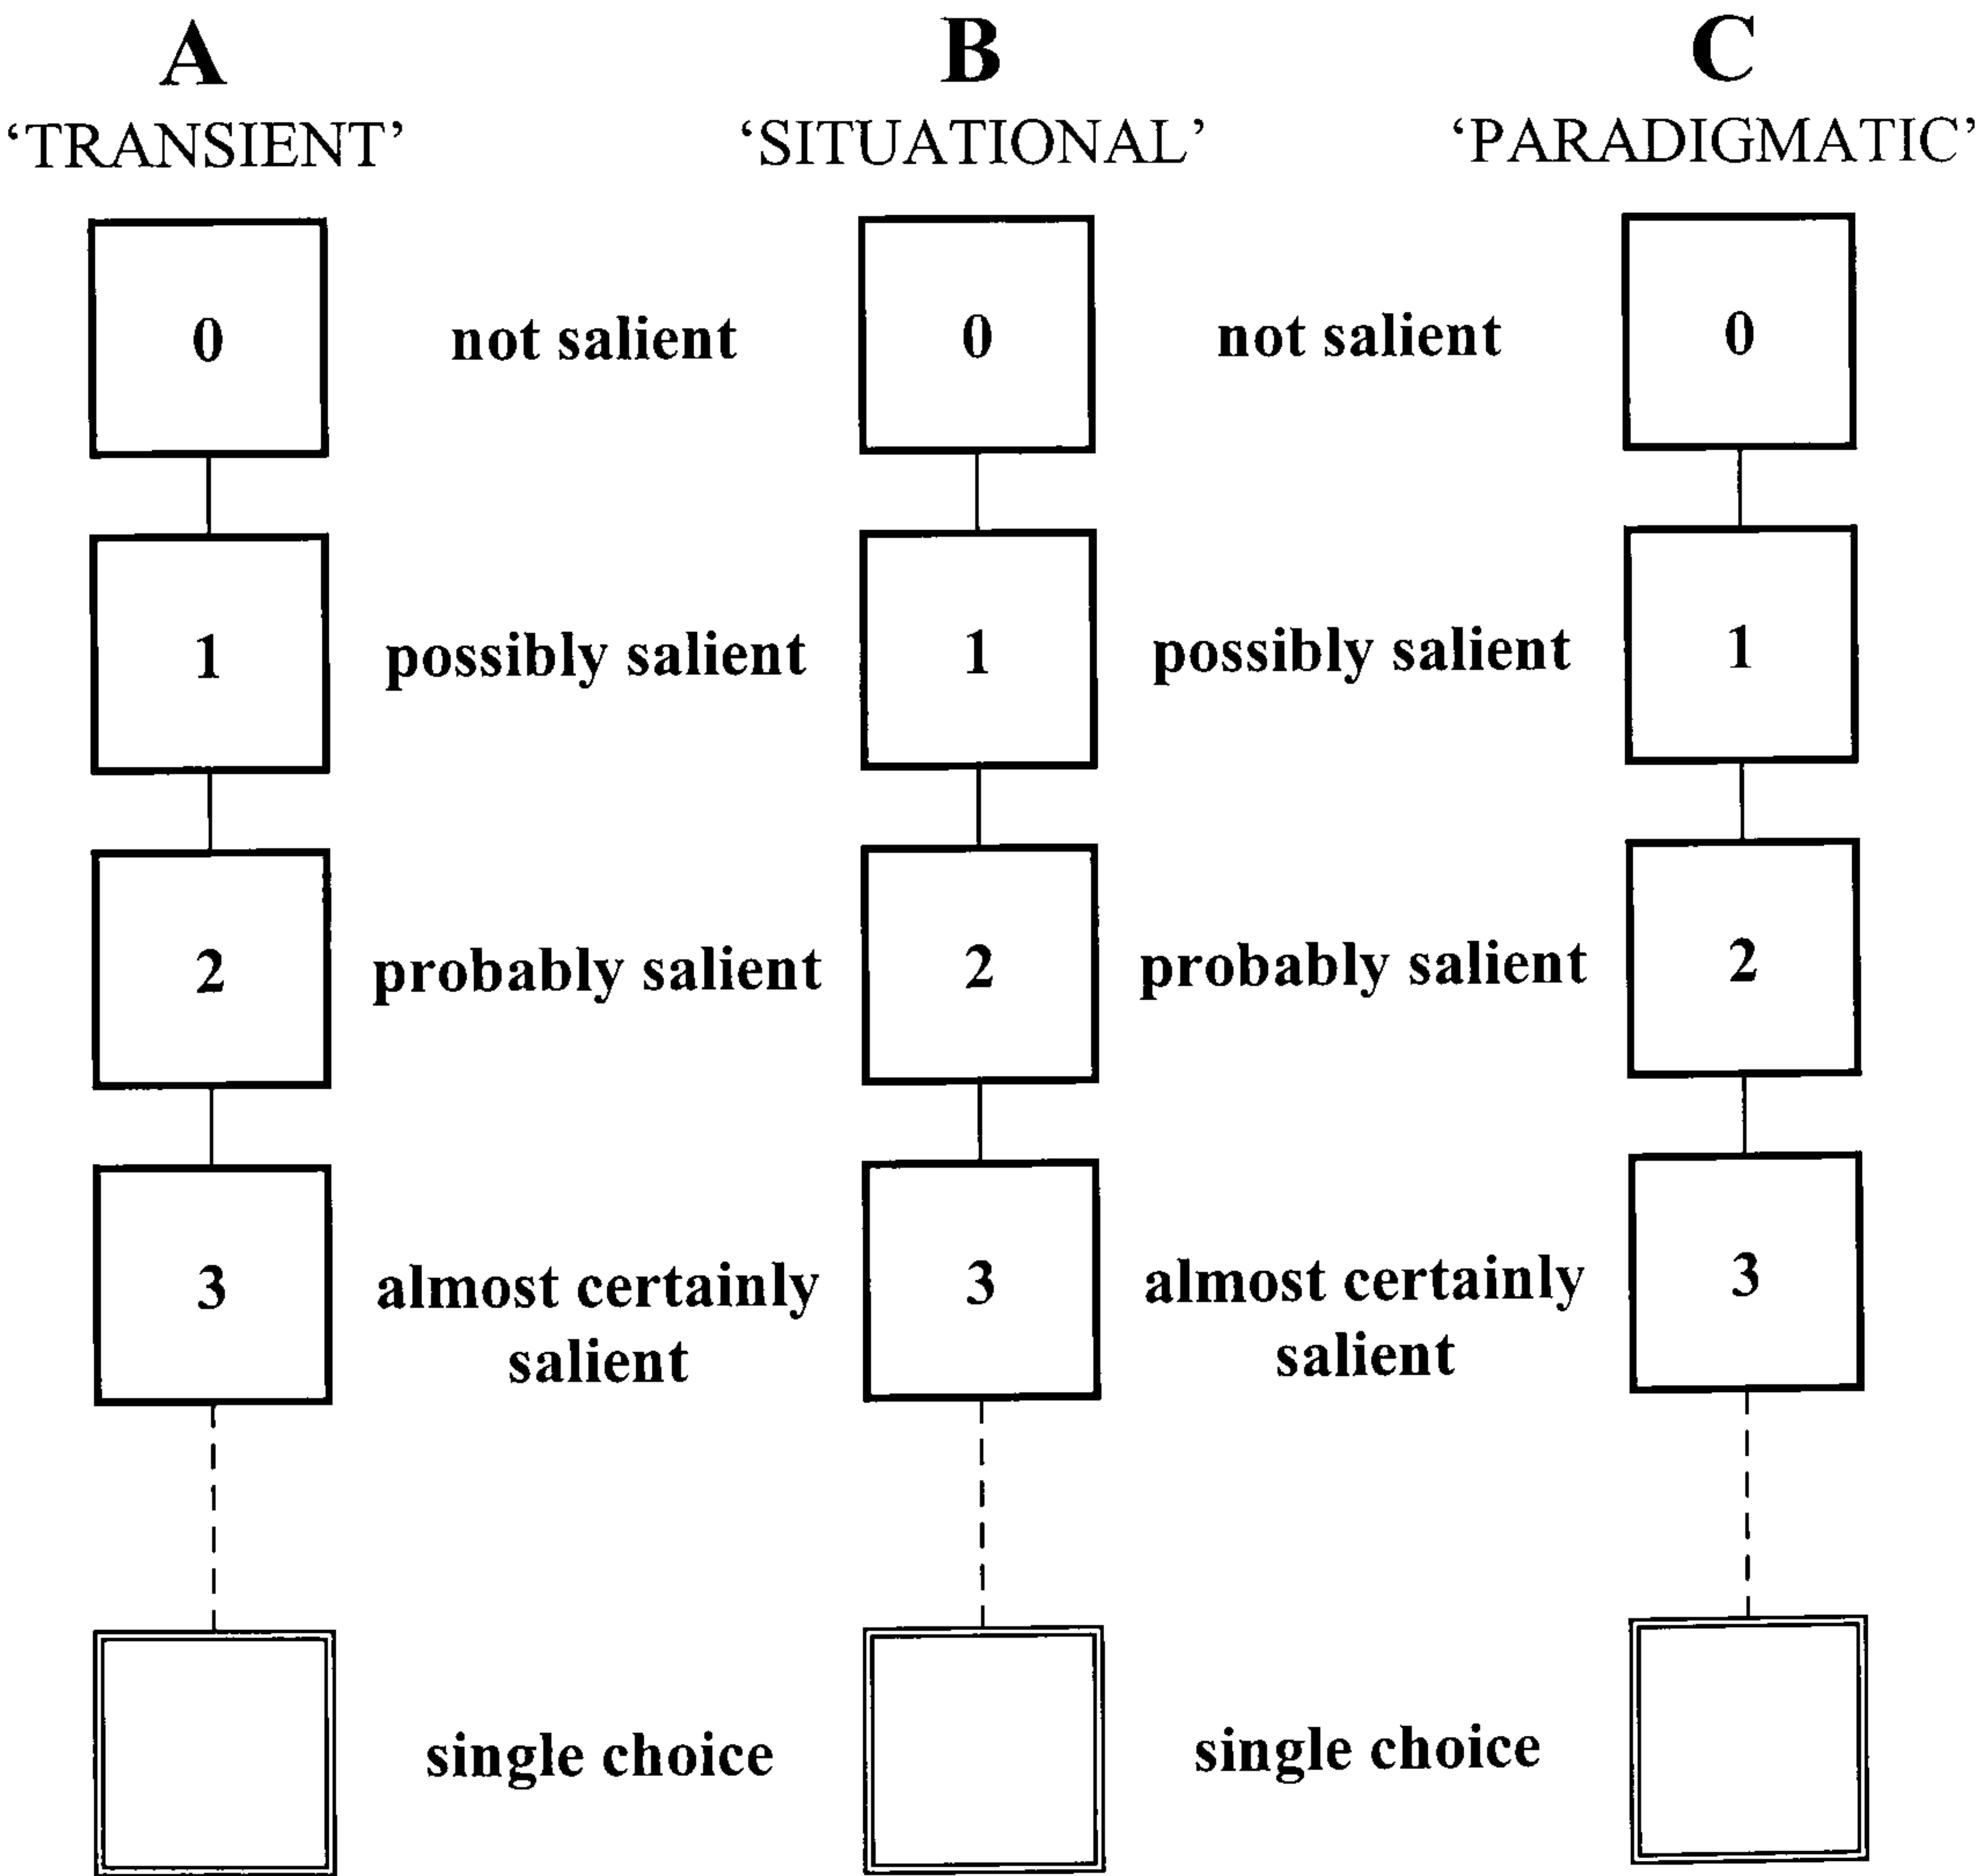 A B C
‘TRANSIENT’ ‘SITUATIONAL’ ‘PARADIGMATIC’
0 not salient 0 not salient 0
1 possibly salient 1 possibly salient 1
2 probably salient 2 probably salient 2
3 almost certainly 3 almost certainly 3
salient salient
single choice single choice